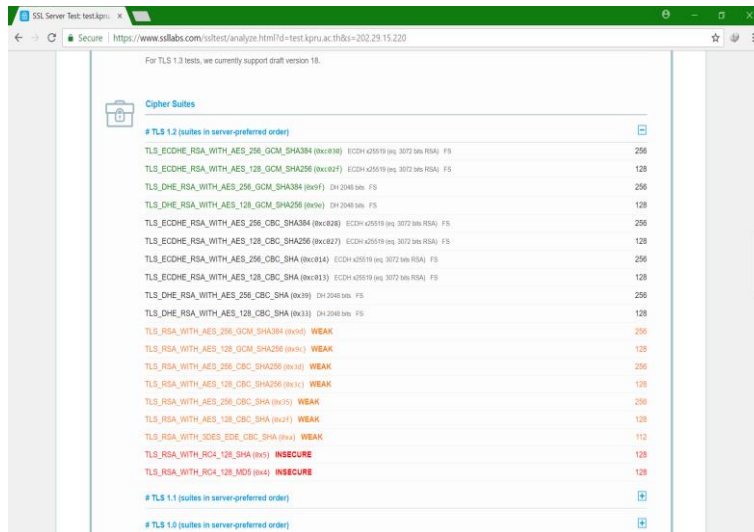 SSL Server Test: test.kpru.
Secure https://www.ssllabs.com/ssltest/analyze.html?d=test.kpru.ac.th&s=202.29.15.220
For TLS 1.3 tests, we currently support draft version 18.
Cipher Suites
# TLS 1.2 (suites in server-preferred order)
TLS_ECDHE_RSA_WITH_AES_256_GCM_SHA384 (0xc030) ECDH x25519 (eq. 3072 bits RSA) FS 256
TLS_ECDHE_RSA_WITH_AES_128_GCM_SHA256 (0xc02f) ECDH x25519 (eq. 3072 bits RSA) FS 128
TLS_DHE_RSA_WITH_AES_256_GCM_SHA384 (0x9f) DH 2048 bits FS 256
TLS_DHE_RSA_WITH_AES_128_GCM_SHA256 (0x9e) DH 2048 bits FS 128
TLS_ECDHE_RSA_WITH_AES_256_CBC_SHA384 (0xc028) ECDH x25519 (eq. 3072 bits RSA) FS 256
TLS_ECDHE_RSA_WITH_AES_128_CBC_SHA256 (0xc027) ECDH x25519 (eq. 3072 bits RSA) FS 128
TLS_ECDHE_RSA_WITH_AES_256_CBC_SHA (0xc014) ECDH x25519 (eq. 3072 bits RSA) FS 256
TLS_ECDHE_RSA_WITH_AES_128_CBC_SHA (0xc013) ECDH x25519 (eq. 3072 bits RSA) FS 128
TLS_DHE_RSA_WITH_AES_256_CBC_SHA (0x39) DH 2048 bits FS 256
TLS_DHE_RSA_WITH_AES_128_CBC_SHA (0x33) DH 2048 bits FS 128
TLS_RSA_WITH_AES_256_GCM_SHA384 (0x9d) WEAK 256
TLS_RSA_WITH_AES_128_GCM_SHA256 (0x9c) WEAK 128
TLS_RSA_WITH_AES_256_CBC_SHA256 (0x3d) WEAK 256
TLS_RSA_WITH_AES_128_CBC_SHA256 (0x3c) WEAK 128
TLS_RSA_WITH_AES_256_CBC_SHA (0x35) WEAK 256
TLS_RSA_WITH_AES_128_CBC_SHA (0x2f) WEAK 128
TLS_RSA_WITH_3DES_EDE_CBC_SHA (0xa) WEAK 112
TLS_RSA_WITH_RC4_128_SHA (0x5) INSECURE 128
TLS_RSA_WITH_RC4_128_MD5 (0x4) INSECURE 128
# TLS 1.1 (suites in server-preferred order)
# TLS 1.0 (suites in server-preferred order)